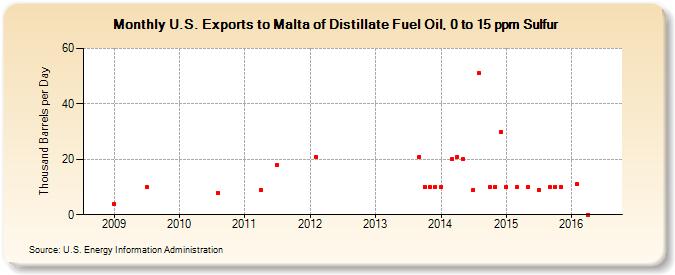 Monthly U.S. Exports to Malta of Distillate Fuel Oil, 0 to 15 ppm Sulfur
Thousand Barrels per Day
60
40
20
0
2009 2010 2011 2012 2013 2014 2015 2016
Source: U.S. Energy Information Administration